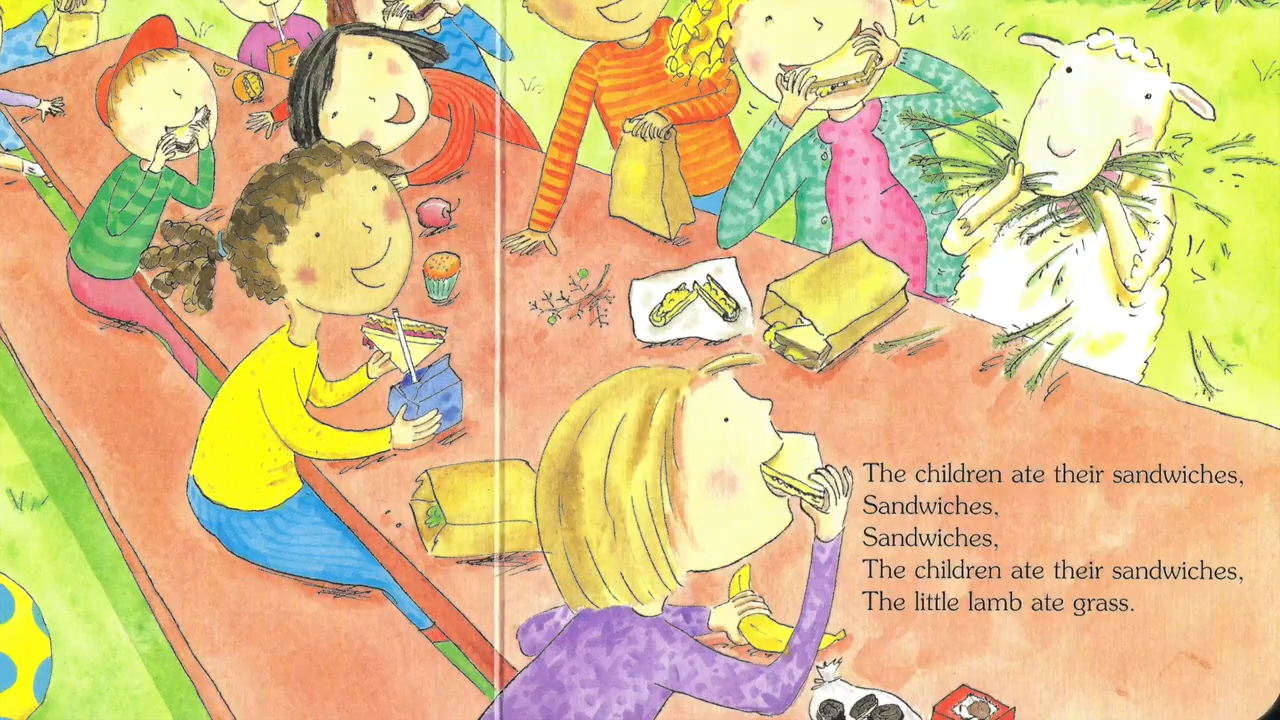 The children ate their sandwiches,
Sandwiches,
Sandwiches,
The children ate their sandwiches,
The little lamb ate grass.